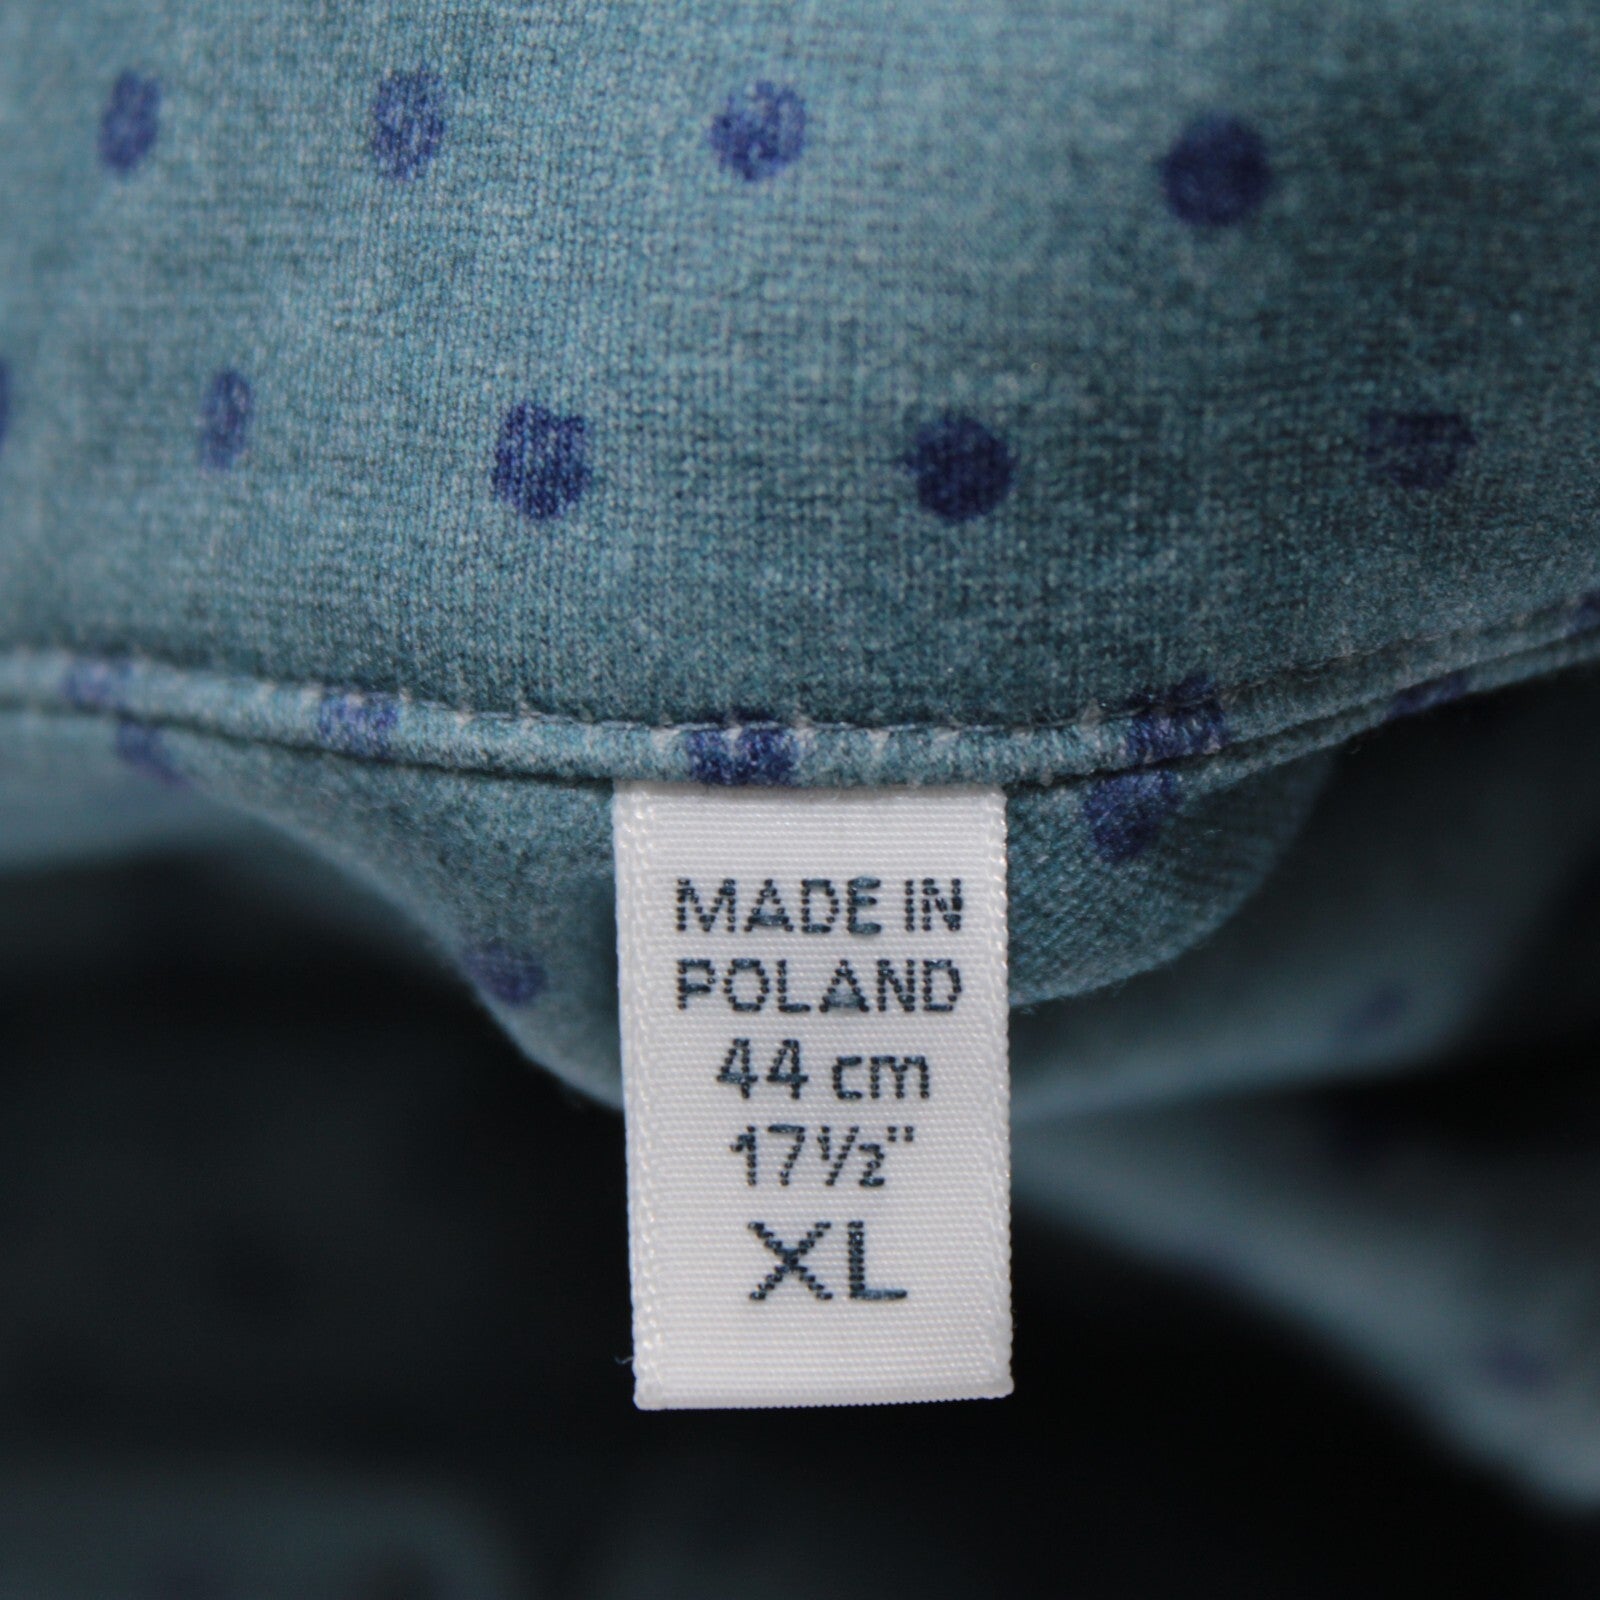 MADE IN
POLAND
44 cm
17½"
XL